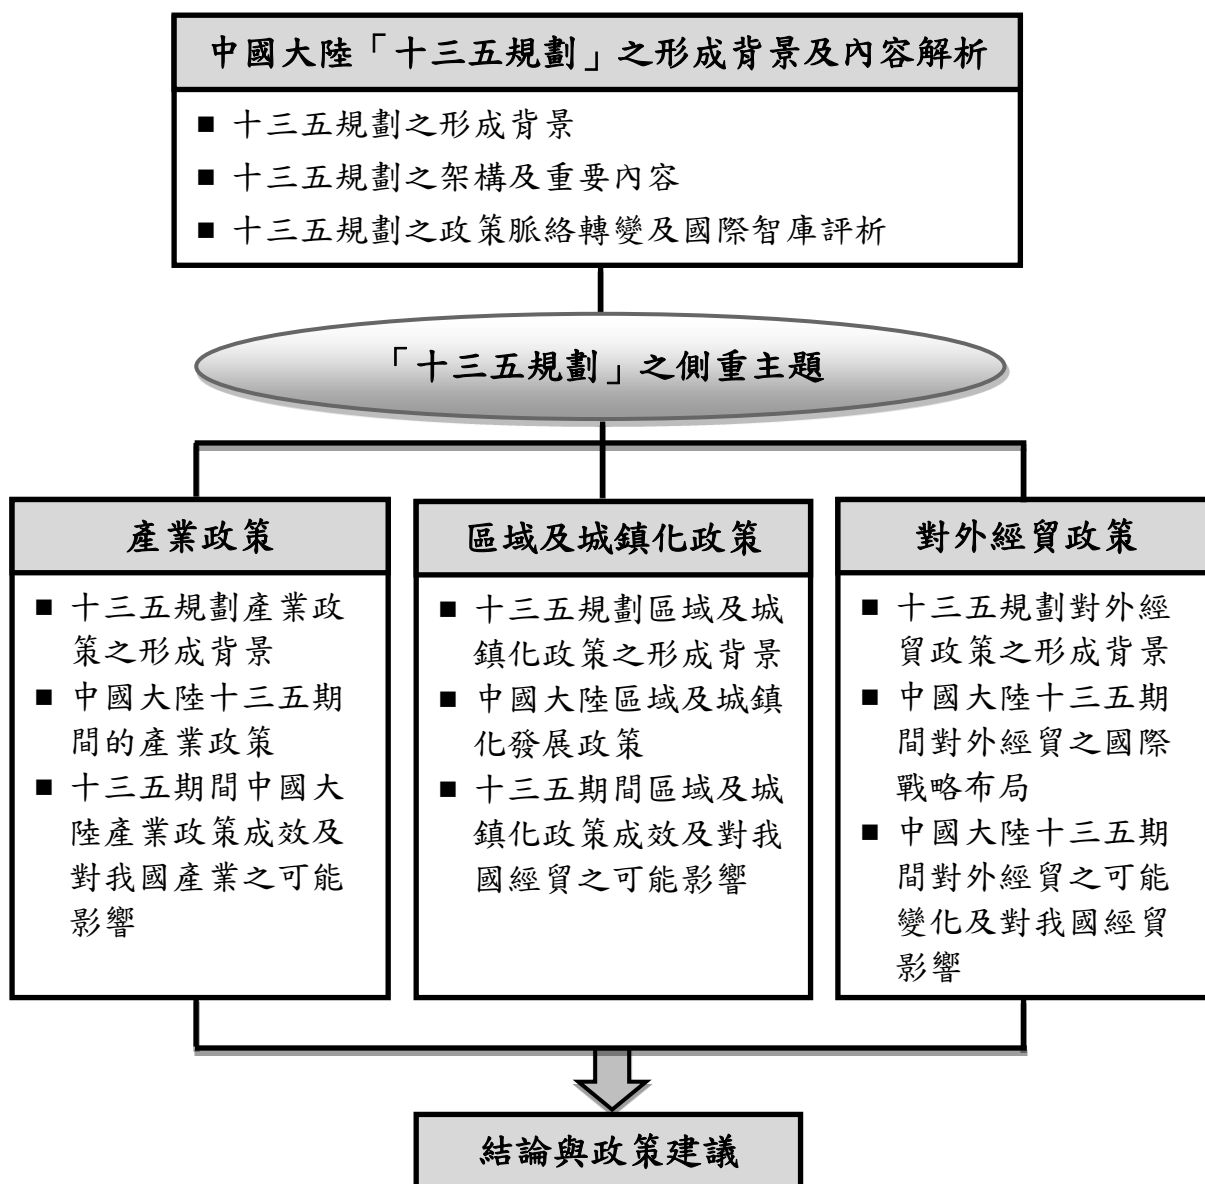 中國大陸「十三五規劃」之形成背景及內容解析
■ 十三五規劃之形成背景
■ 十三五規劃之架構及重要內容
■ 十三五規劃之政策脈絡轉變及國際智庫評析
「十三五規劃」之側重主題
產業政策
■ 十三五規劃產業政
策之形成背景
■ 中國大陸十三五期
間的產業政策
■ 十三五期間中國大
陸產業政策成效及
對我國產業之可能
影響
區域及城鎮化政策
■ 十三五規劃區域及城
鎮化政策之形成背景
■ 中國大陸區域及城鎮
化發展政策
■ 十三五期間區域及城
鎮化政策成效及對我
國經貿之可能影響
對外經貿政策
■ 十三五規劃對外經
貿政策之形成背景
■ 中國大陸十三五期
間對外經貿之國際
戰略布局
■ 中國大陸十三五期
間對外經貿之可能
變化及對我國經貿
影響
結論與政策建議